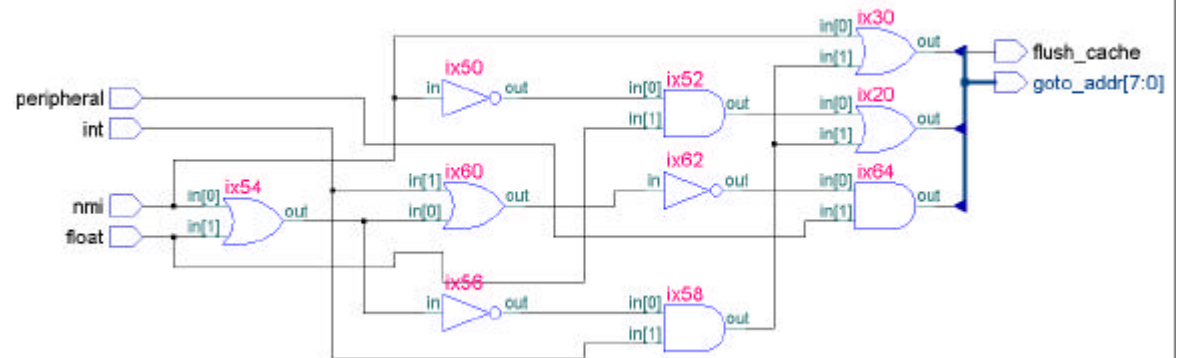 ix30
in[0]
out
in[1]
flush_cache
ix50
in
out
ix52
in[0]
out
in[1]
ix20
in[0]
out
in[1]
goto_addr[7:0]
peripheral
int
ix60
in[1]
out
in[0]
ix62
in
out
ix64
in[0]
out
in[1]
nmi
float
ix54
in[0]
out
in[1]
ix56
in
out
ix58
in[0]
out
in[1]